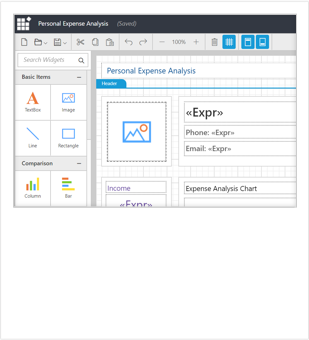 Personal Expense Analysis (Saved)
100%
Search Widgets
Personal Expense Analysis
Basic Items
Header
TextBox Image
«Expr»
Phone: «Expr»
Line Rectangle
Email: «Expr»
Comparison
Income
Expense Analysis Chart
Column Bar
«Expr»